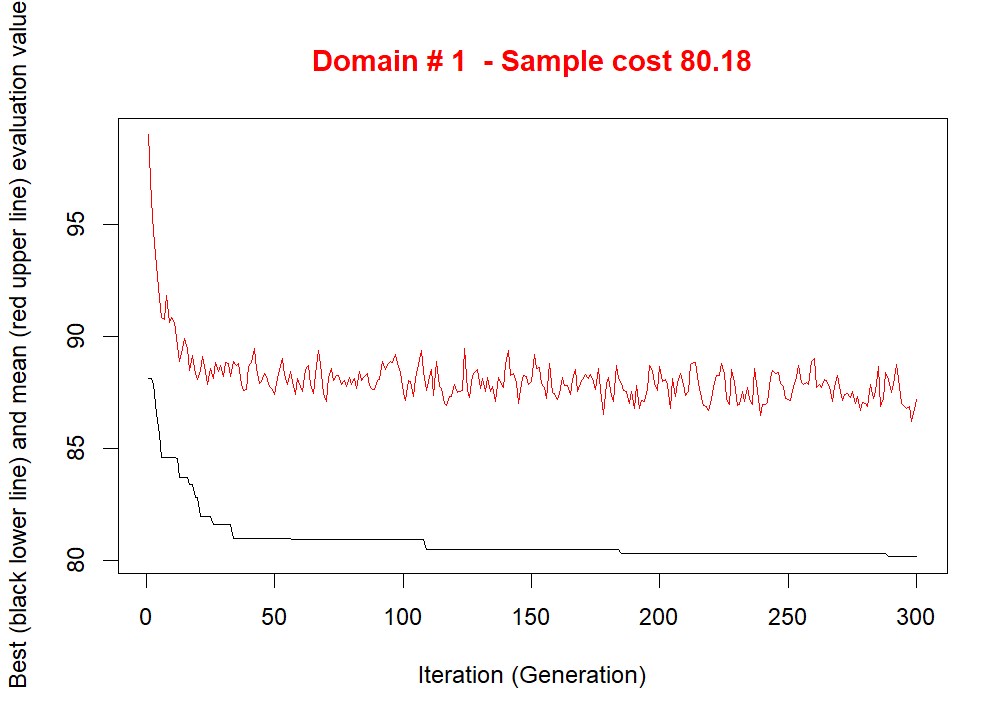 Domain # 1  - Sample cost 80.18
Best (black lower line) and mean (red upper line) evaluation value
95
90
85
80
0 50 100 150 200 250 300
Iteration (Generation)